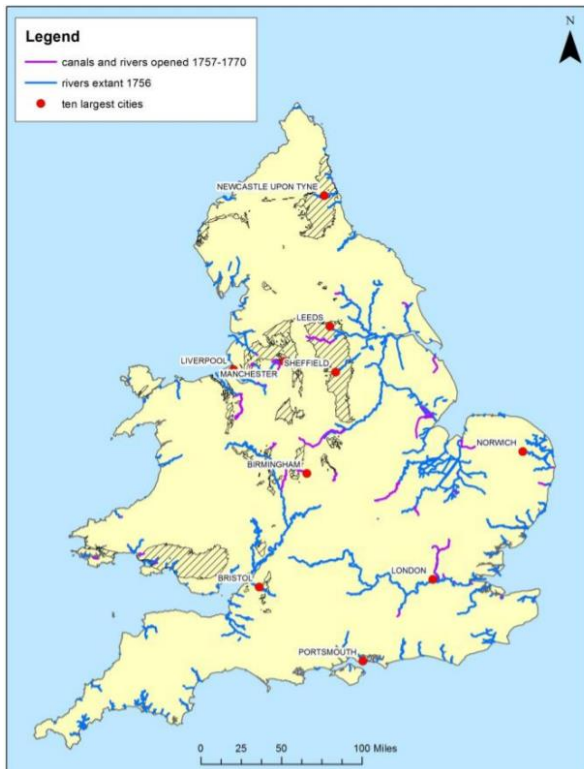 N
Legend
canals and rivers opened 1757-1770
rivers extant 1756
ten largest cities
NEWCASTLE UPON TYNE
LEEDS
LIVERPOOL
SHEFFIELD
MANCHESTER
NORWICH
BIRMINGHAM
LONDON
BRISTOL
PORTSMOUTH
0 25 50 100 Miles